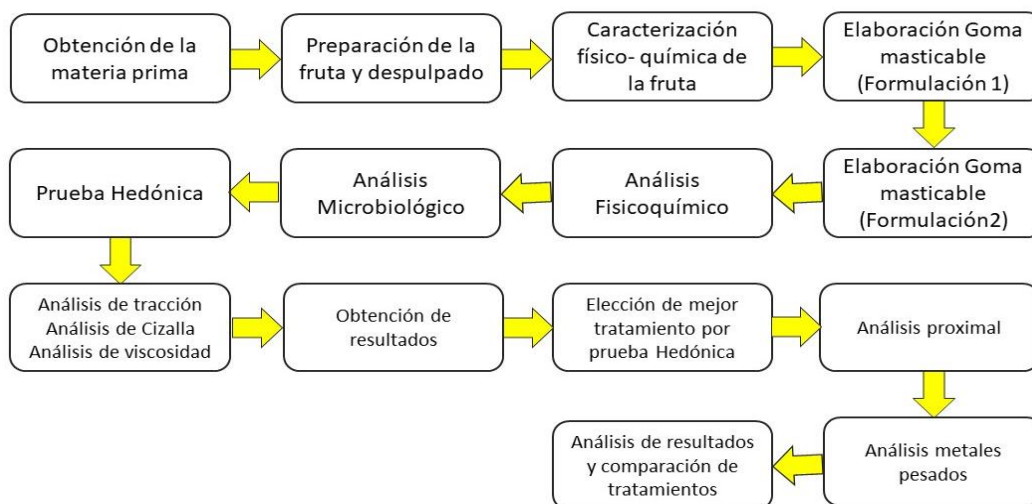 Obtención de la
materia prima
Preparación de la
fruta y despulpado
Caracterización
físico- química de
la fruta
Elaboración Goma
masticable
(Formulación 1)
Elaboración Goma
masticable
(Formulación2)
Análisis
Fisicoquímico
Análisis
Microbiológico
Prueba Hedónica
Análisis de tracción
Análisis de Cizalla
Análisis de viscosidad
Obtención de
resultados
Elección de mejor
tratamiento por
prueba Hedónica
Análisis proximal
Análisis metales
pesados
Análisis de resultados
y comparación de
tratamientos